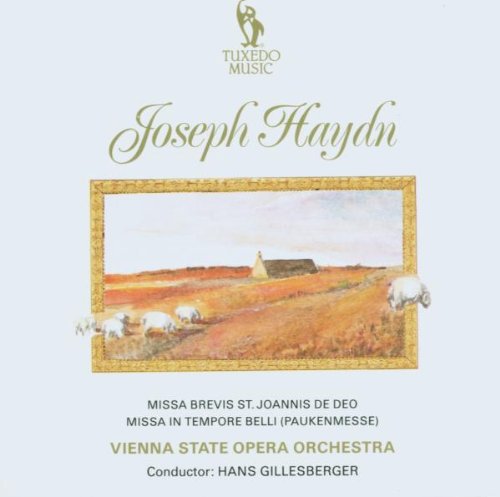 TUXEDO
MUSIC
Joseph Haydn
MISSA BREVIS ST. JOANNIS DE DEO
MISSA IN TEMPORE BELLI (PAUKENMESSE)
VIENNA STATE OPERA ORCHESTRA
Conductor: HANS GILLESBERGER